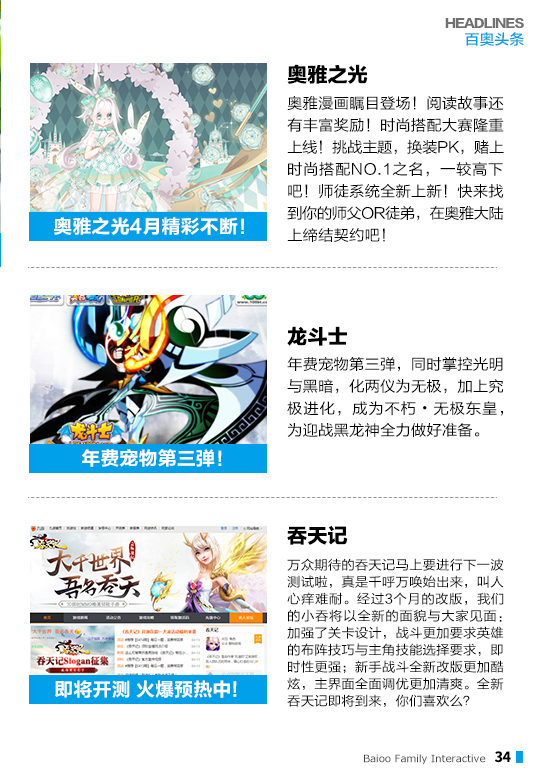 HEADLINES
百奥头条
奥雅之光4月精彩不断！
奥雅之光
奥雅漫画瞩目登场！阅读故事还
有丰富奖励！时尚搭配大赛隆重
上线！挑战主题，换装PK，赌上
时尚搭配NO.1之名，一较高下
吧！师徒系统全新上新！快来找
到你的师父OR徒弟，在奥雅大陆
上缔结契约吧！
龙斗士
年费宠物第三弹！
龙斗士
年费宠物第三弹，同时掌控光明
与黑暗，化两仪为无极，加上究
极进化，成为不朽·无极东皇，
为迎战黑龙神全力做好准备。
大千世界
吾名吞天
吞天记Slogan征集
即将开测 火爆预热中！
吞天记
万众期待的吞天记马上要进行下一波
测试啦，真是千呼万唤始出来，叫人
心痒难耐。经过3个月的改版，我们
的小吞将以全新的面貌与大家见面：
加强了关卡设计，战斗更加要求英雄
的布阵技巧与主角技能选择要求，即
时性更强；新手战斗全新改版更加酷
炫，主界面全面调优更加清爽。全新
吞天记即将到来，你们喜欢么？
Baioo Family Interactive 34